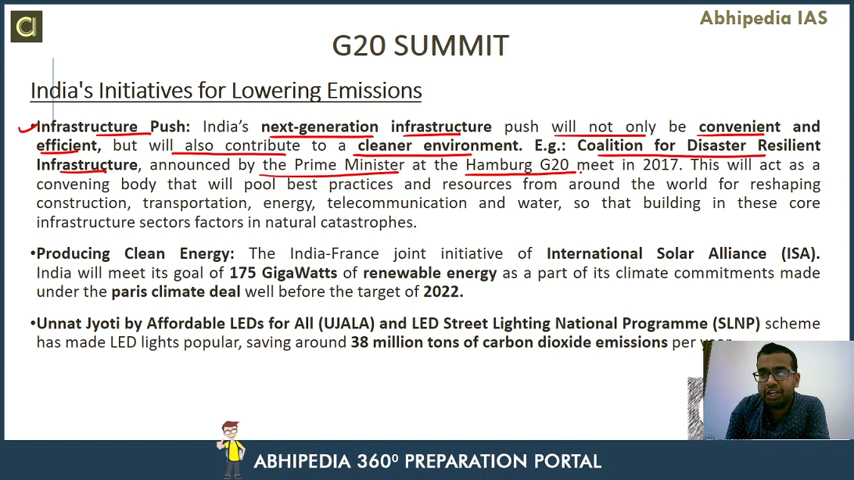 Abhipedia IAS
G20 SUMMIT
India's Initiatives for Lowering Emissions
•Infrastructure Push: India's next-generation infrastructure push will not only be convenient and
efficient, but will also contribute to a cleaner environment. E.g.: Coalition for Disaster Resilient
Infrastructure, announced by the Prime Minister at the Hamburg G20 meet in 2017. This will act as a
convening body that will pool best practices and resources from around the world for reshaping
construction, transportation, energy, telecommunication and water, so that building in these core
infrastructure sectors factors in natural catastrophes.
•Producing Clean Energy: The India-France joint initiative of International Solar Alliance (ISA).
India will meet its goal of 175 GigaWatts of renewable energy as a part of its climate commitments made
under the paris climate deal well before the target of 2022.
•Unnat Jyoti by Affordable LEDs for All (UJALA) and LED Street Lighting National Programme (SLNP) scheme
has made LED lights popular, saving around 38 million tons of carbon dioxide emissions per year.
ABHIPEDIA 360⁰ PREPARATION PORTAL